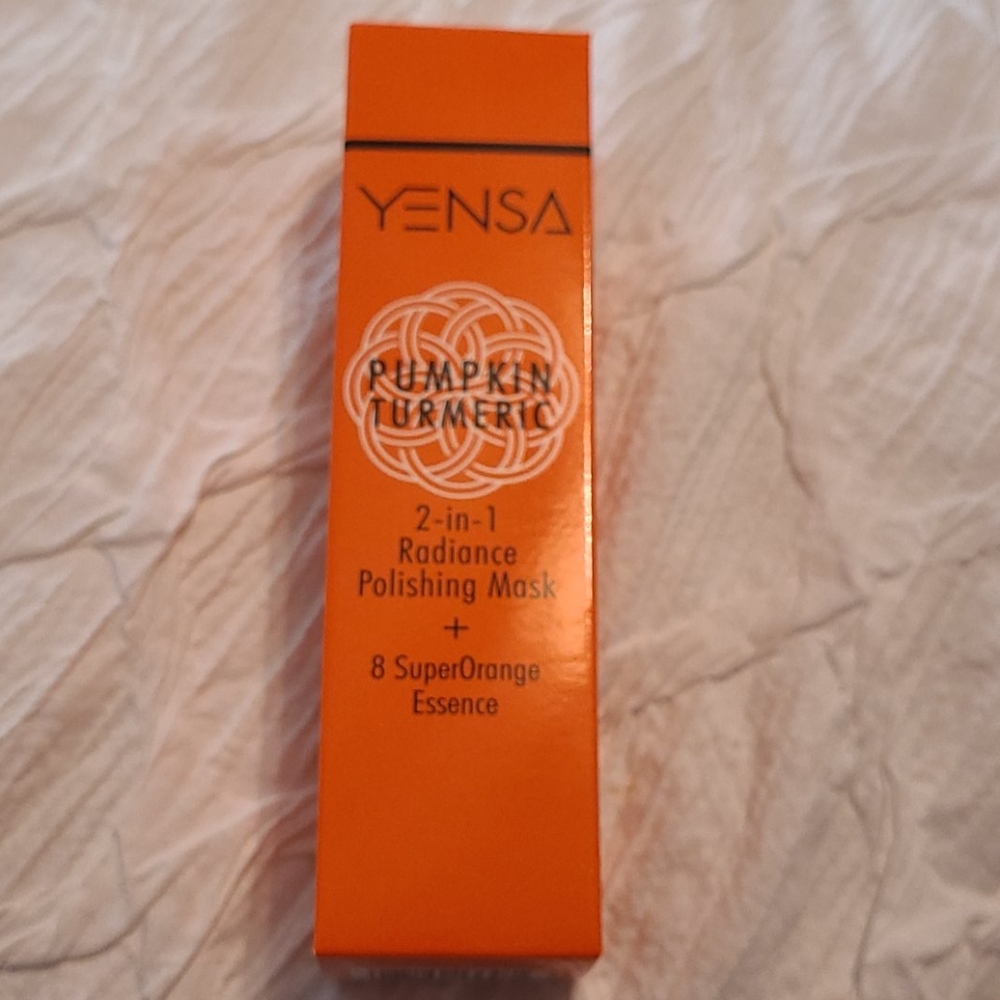 YENSA
PUMPKIN
TURMERIC
2-in-1
Radiance
Polishing Mask
+
8 SuperOrange
Essence